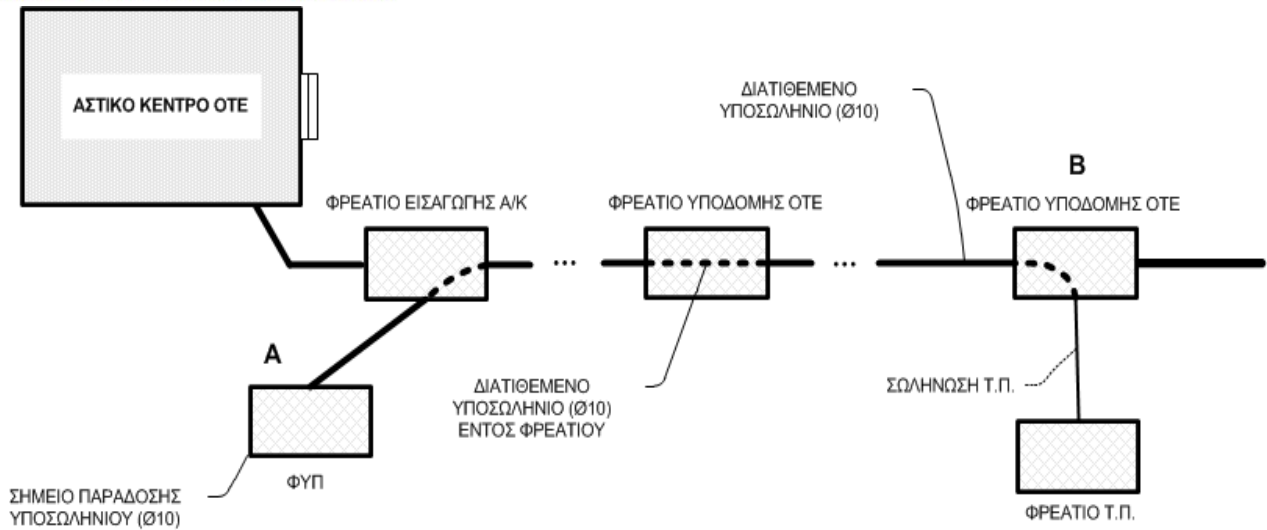 ΑΣΤΙΚΟ ΚΕΝΤΡΟ ΟΤΕ
ΔΙΑΤΙΘΕΜΕΝΟ
ΥΠΟΣΩΛΗΝΙΟ (Ø10)
B
ΦΡΕΑΤΙΟ ΕΙΣΑΓΩΓΗΣ Α/Κ
ΦΡΕΑΤΙΟ ΥΠΟΔΟΜΗΣ ΟΤΕ
ΦΡΕΑΤΙΟ ΥΠΟΔΟΜΗΣ ΟΤΕ
...
...
A
ΔΙΑΤΙΘΕΜΕΝΟ
ΥΠΟΣΩΛΗΝΙΟ (Ø10)
ΕΝΤΟΣ ΦΡΕΑΤΙΟΥ
ΣΩΛΗΝΩΣΗ Τ.Π.
ΦΥΠ
ΣΗΜΕΙΟ ΠΑΡΑΔΟΣΗΣ
ΥΠΟΣΩΛΗΝΙΟΥ (Ø10)
ΦΡΕΑΤΙΟ Τ.Π.